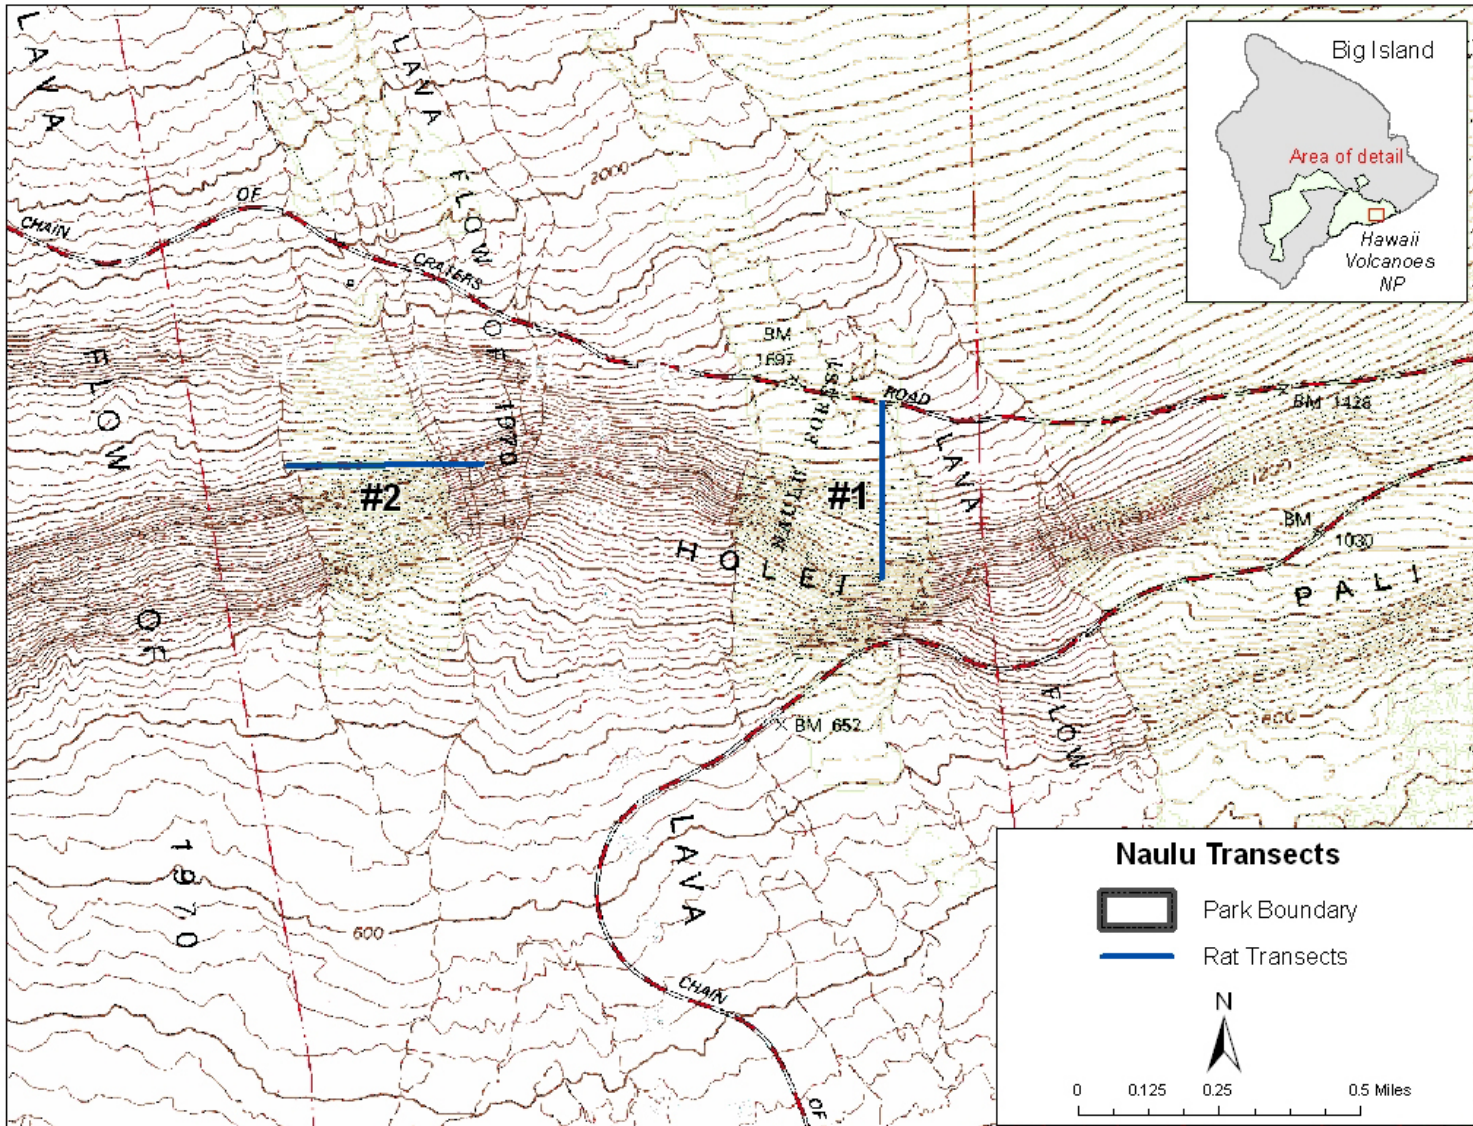 LAVA
LAVA
FLOW
2000
CHAIN
OF
CRATERS
OF
1970
BM
1697
NAULU FOREST
ROAD
BM 1428
FLOW
OF
1970
#2
#1
LAVA
FLOW
HOLEI
PALI
1200
BM
1030
BM 652
800
LAVA
600
CHAIN
OF
Big Island
Area of detail
Hawaii
Volcanoes
NP
Naulu Transects
Park Boundary
Rat Transects
N
0 0.125 0.25 0.5 Miles